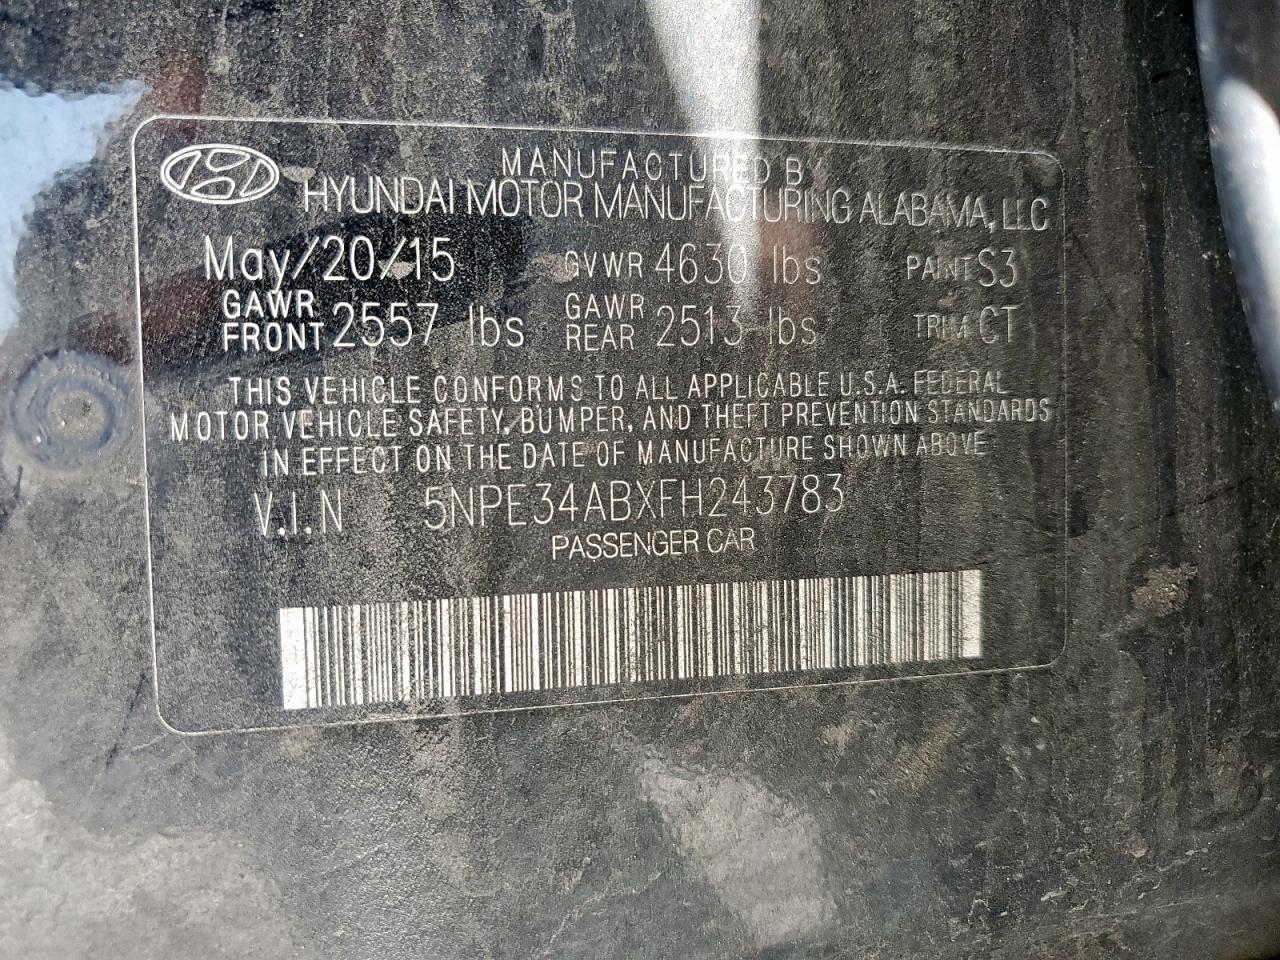 MANUFACTURED BY
HYUNDAI MOTOR MANUFACTURING ALABAMA, LLC
May/20/15 GVWR 4630 lbs PAINT S3
GAWR FRONT 2557 lbs GAWR REAR 2513 lbs TRIM CT
THIS VEHICLE CONFORMS TO ALL APPLICABLE U.S.A. FEDERAL
MOTOR VEHICLE SAFETY, BUMPER, AND THEFT PREVENTION STANDARDS
IN EFFECT ON THE DATE OF MANUFACTURE SHOWN ABOVE
V.I.N 5NPE34ABXFH243783
PASSENGER CAR